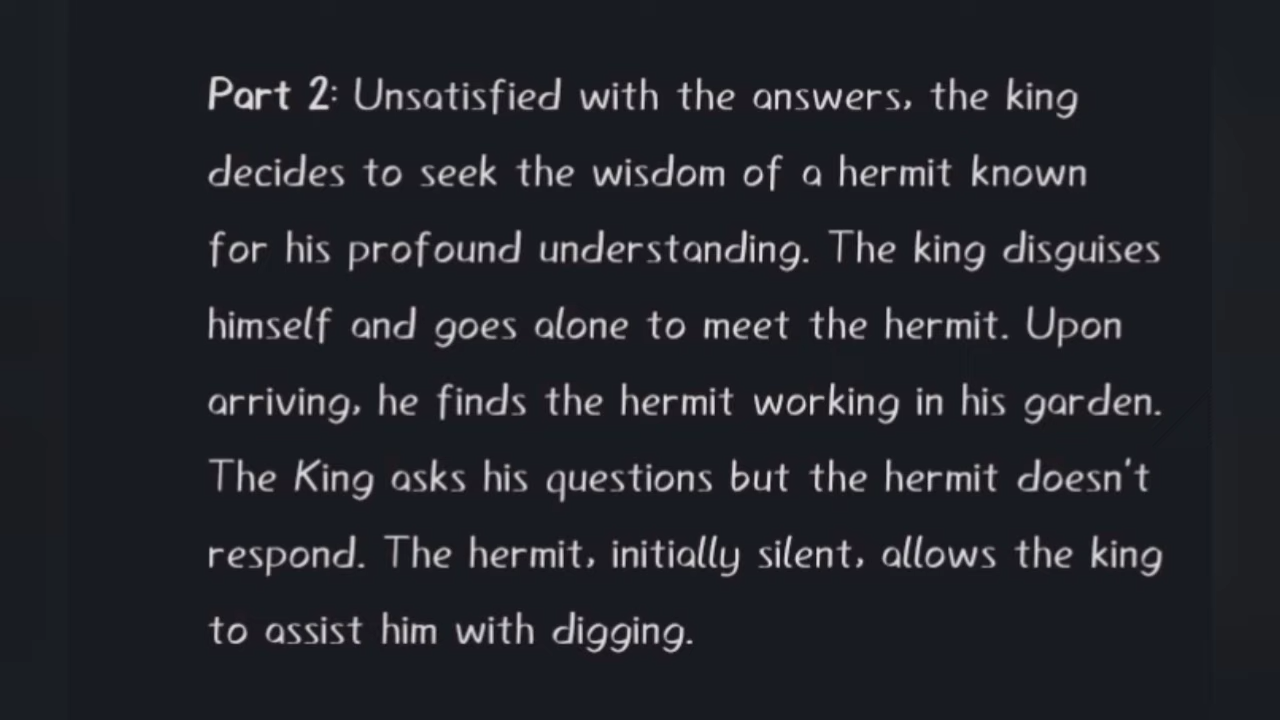 Part 2: Unsatisfied with the answers, the king
decides to seek the wisdom of a hermit known
for his profound understanding. The king disguises
himself and goes alone to meet the hermit. Upon
arriving, he finds the hermit working in his garden.
The King asks his questions but the hermit doesn't
respond. The hermit, initially silent, allows the king
to assist him with digging.